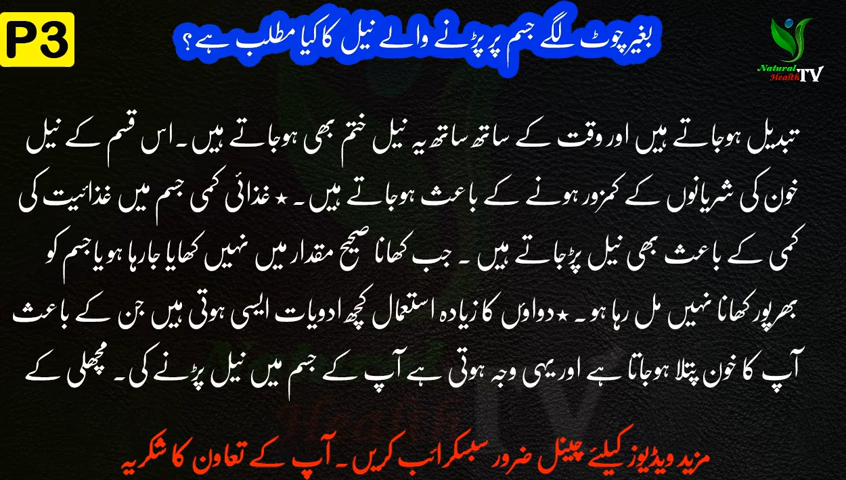 P3
بغیر چوٹ لگے جسم پر پڑنے والے نیل کا کیا مطلب ہے؟
Natural
Health TV
تبدیل ہوجاتے ہیں اور وقت کے ساتھ ساتھ یہ نیل ختم بھی ہوجاتے ہیں۔اس قسم کے نیل
خون کی شریانوں کے کمزور ہونے کے باعث ہوجاتے ہیں۔٭ غذائی کمی جسم میں غذائیت کی
کمی کے باعث بھی نیل پڑجاتے ہیں ۔ جب کھانا صحیح مقدار میں نہیں کھایا جارہا ہو یا جسم کو
بھرپور کھانا نہیں مل رہا ہو ۔ ٭دواؤں کا زیادہ استعمال کچھ ادویات ایسی ہوتی ہیں جن کے باعث
آپ کا خون پتلا ہوجاتا ہے اور یہی وجہ ہوتی ہے آپ کے جسم میں نیل پڑنے کی۔ مچھلی کے
Natural
Health TV
مزید ویڈیوز کیلئے چینل ضرور سبسکرائب کریں۔آپ کے تعاون کا شکریہ